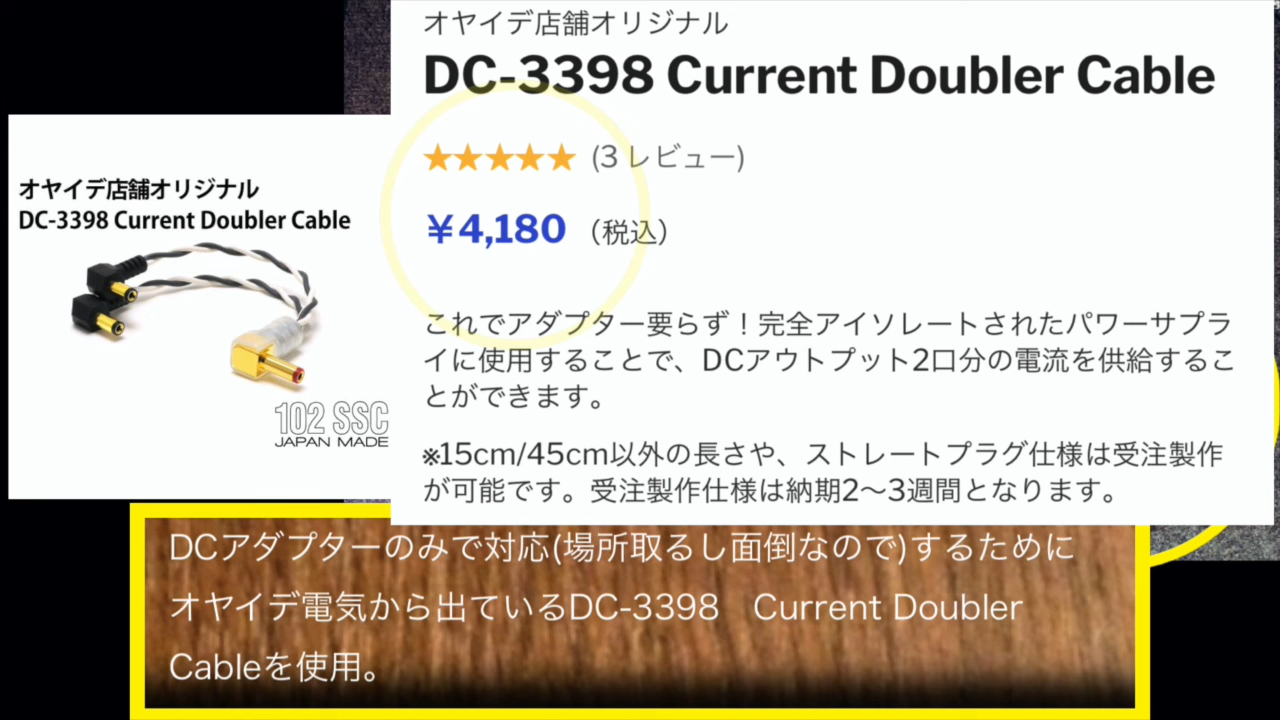 オヤイデ店舗オリジナル
DC-3398 Current Doubler Cable
★★★★★ (3 レビュー)
¥4,180 (税込)
これでアダプター要らず！完全アイソレートされたパワーサプラ
イに使用することで、DCアウトプット2口分の電流を供給するこ
とができます。
※15cm/45cm以外の長さや、ストレートプラグ仕様は受注製作
が可能です。受注製作仕様は納期2〜3週間となります。
オヤイデ店舗オリジナル
DC-3398 Current Doubler Cable
102 SSC
JAPAN MADE
DCアダプターのみで対応(場所取るし面倒なので)するために
オヤイデ電気から出ているDC-3398　Current Doubler
Cableを使用。